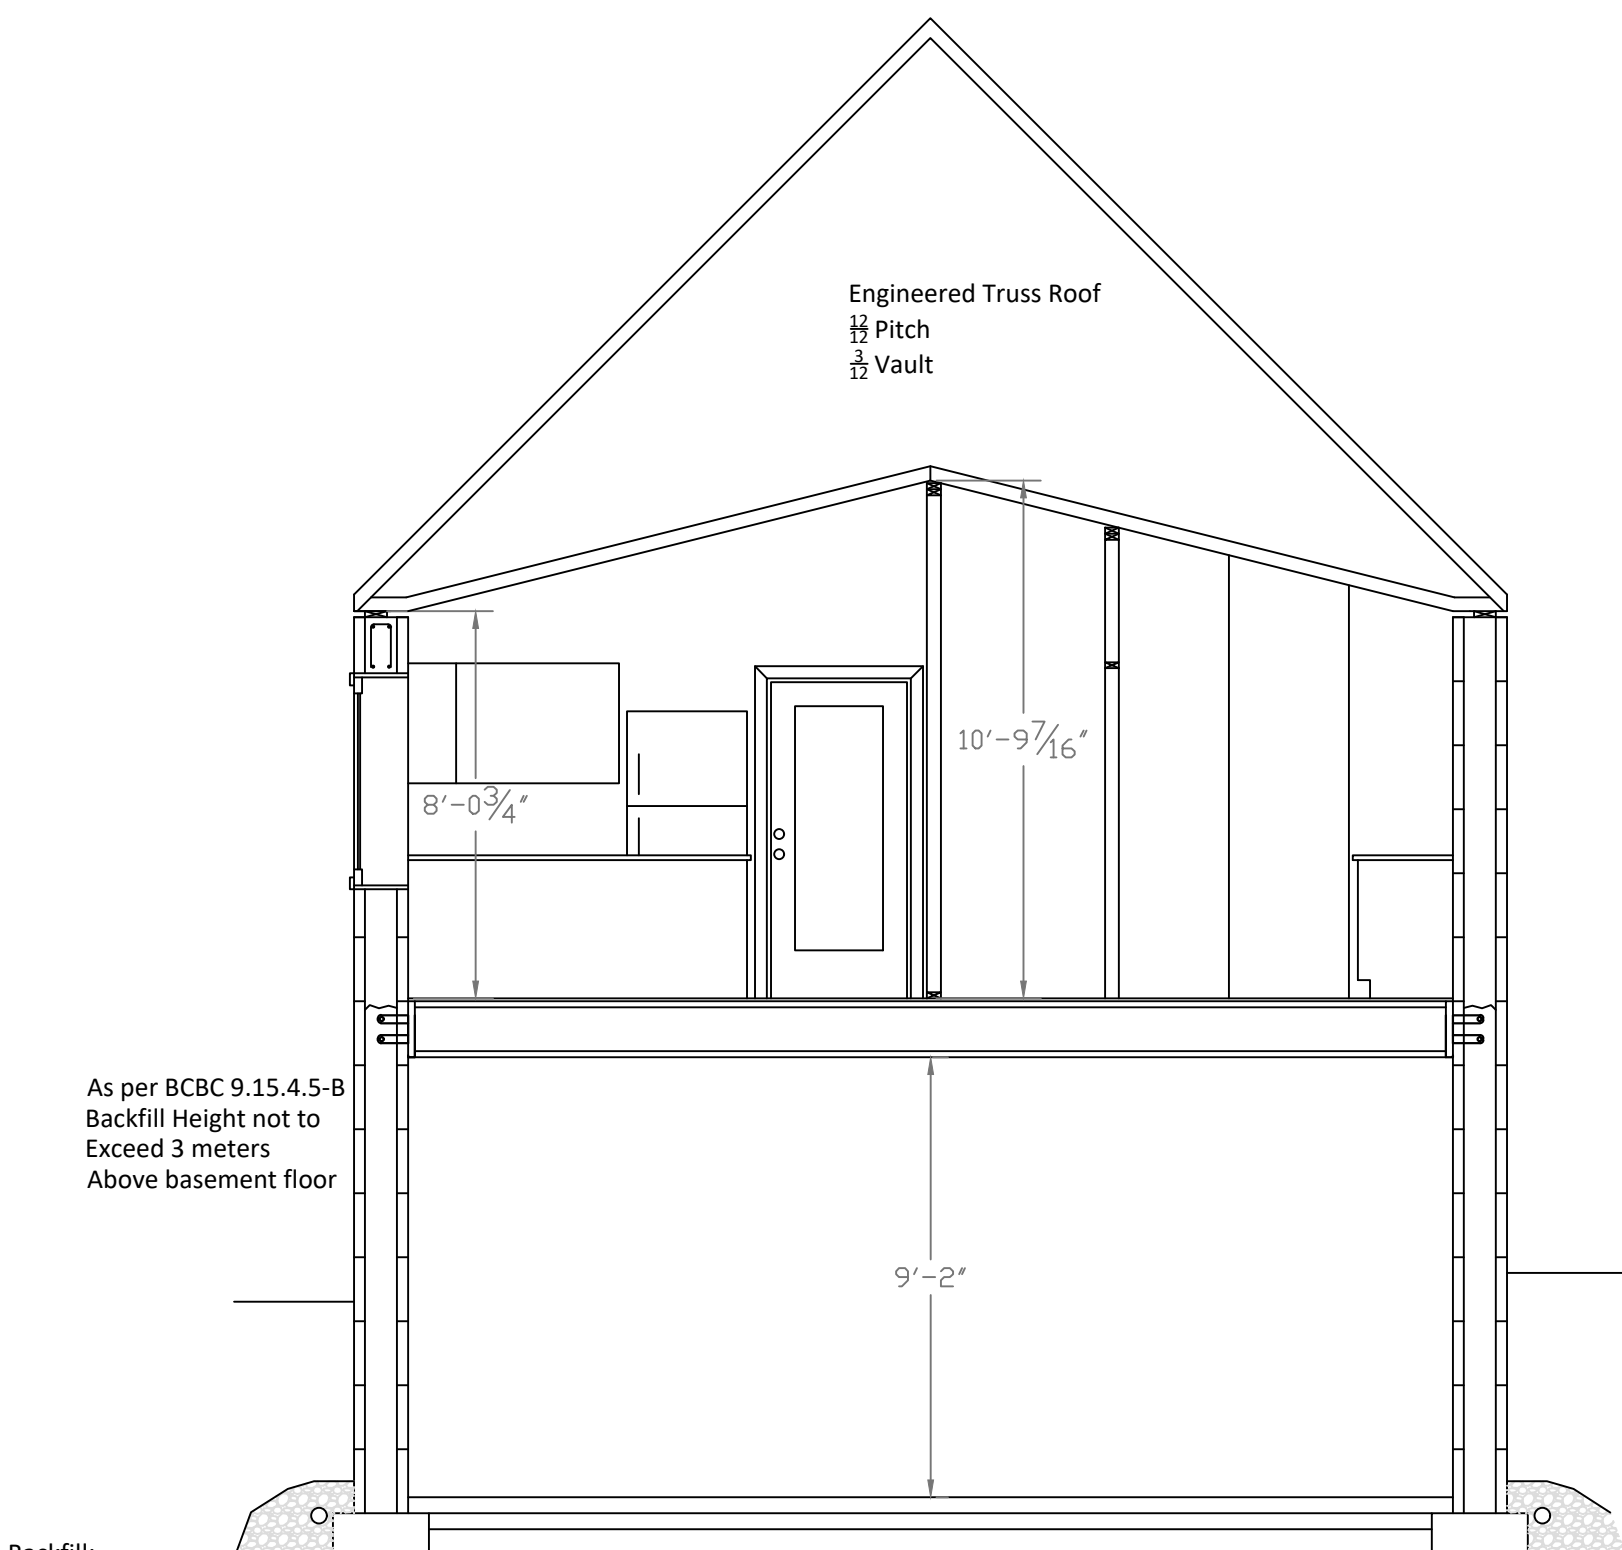 Engineered Truss Roof
12/12 Pitch
3/12 Vault
10'-9 7/16"
8'-0 3/4"
As per BCBC 9.15.4.5-B
Backfill Height not to
Exceed 3 meters
Above basement floor
9'-2"
Backfill: